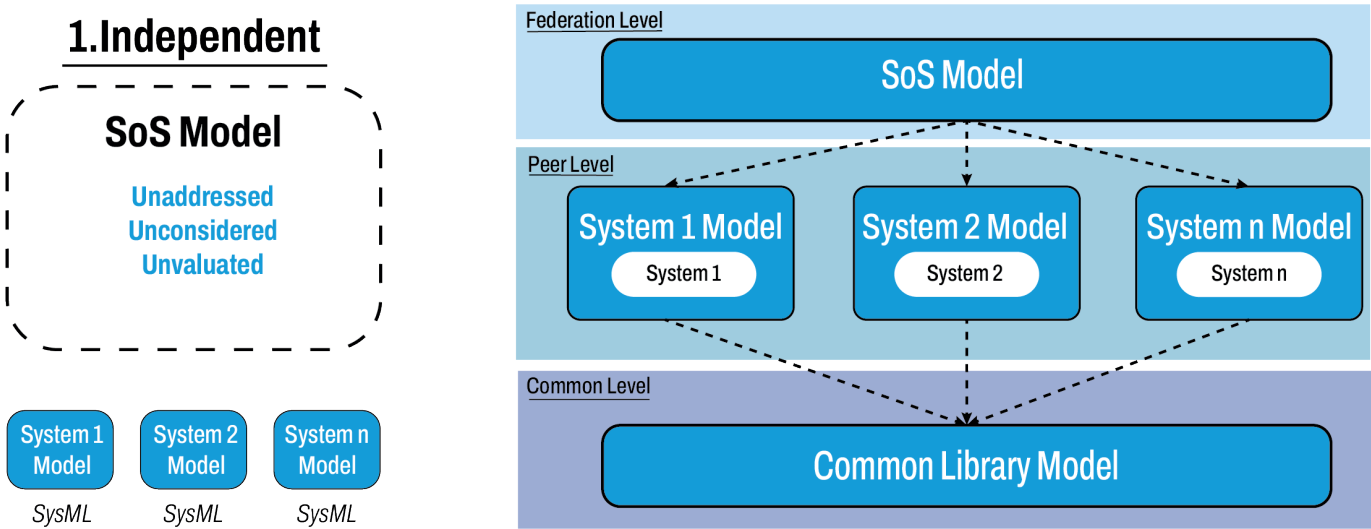 1.Independent
SoS Model
Unaddressed
Unconsidered
Unvaluated
System 1
Model
System 2
Model
System n
Model
SysML
SysML
SysML
Federation Level
SoS Model
Peer Level
System 1 Model
System 1
System 2 Model
System 2
System n Model
System n
Common Level
Common Library Model